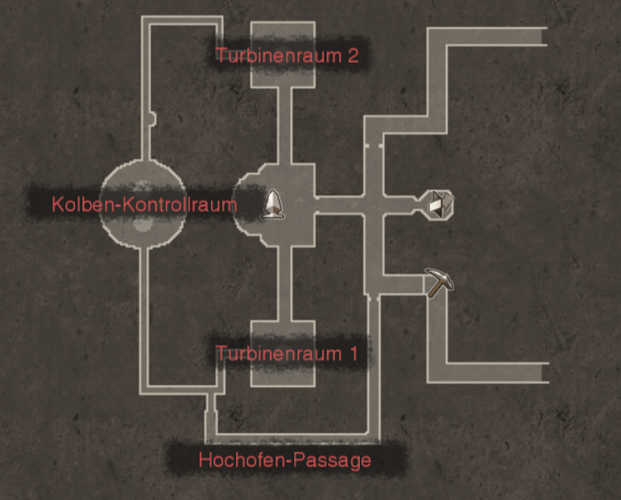 Turbinenraum 2
Kolben-Kontrollraum
Turbinenraum 1
Hochofen-Passage